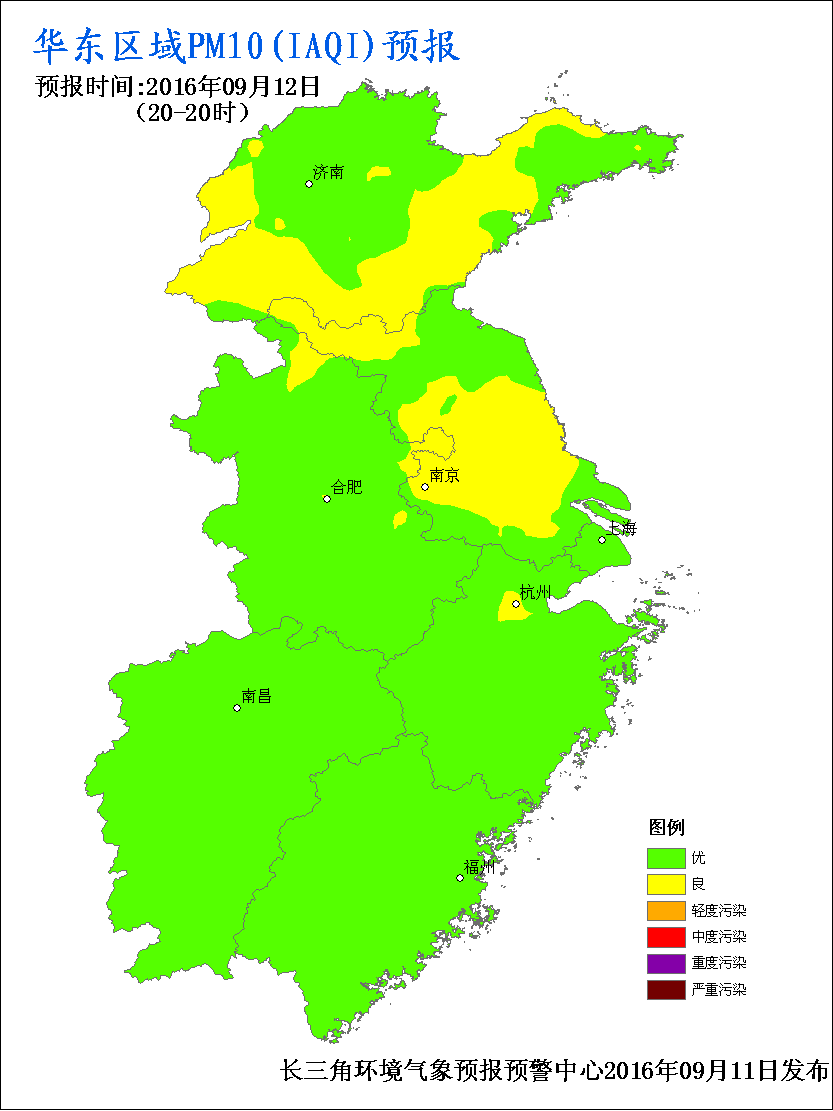 华东区域PM10(IAQI)预报
预报时间:2016年09月12日
(20-20时)
济南
南京
合肥
上海
杭州
南昌
福州
图例
优
良
轻度污染
中度污染
重度污染
严重污染
长三角环境气象预报预警中心2016年09月11日发布